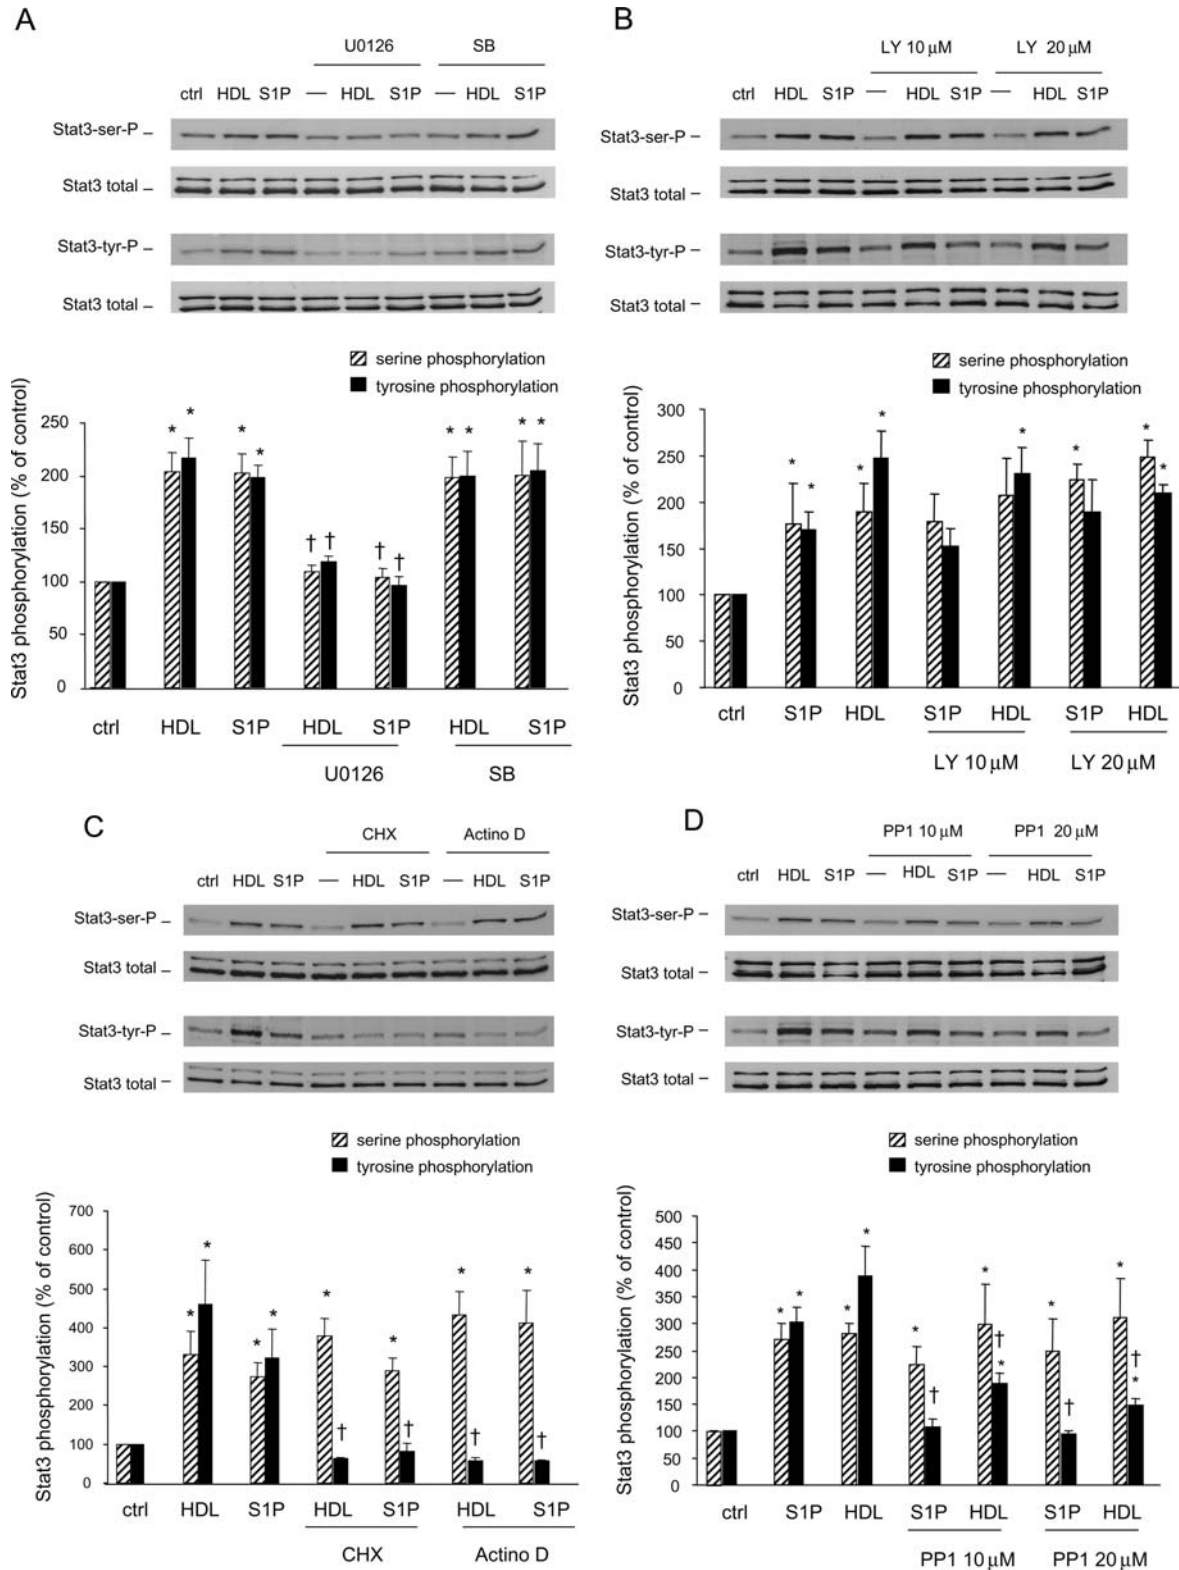 A
U0126 SB
ctrl HDL S1P — HDL S1P — HDL S1P
Stat3-ser-P –
Stat3 total –
Stat3-tyr-P –
Stat3 total –
serine phosphorylation
tyrosine phosphorylation
Stat3 phosphorylation (% of control)
250
* * * * * * * *
200
150
† † † †
100
50
0
ctrl HDL S1P HDL S1P HDL S1P
U0126 SB
B
LY 10 μM LY 20 μM
ctrl HDL S1P — HDL S1P — HDL S1P
Stat3-ser-P –
Stat3 total –
Stat3-tyr-P –
Stat3 total –
serine phosphorylation
tyrosine phosphorylation
Stat3 phosphorylation (% of control)
300
* * * * * * * *
250
200
150
100
50
0
ctrl S1P HDL S1P HDL S1P HDL
LY 10 μM LY 20 μM
C
CHX Actino D
ctrl HDL S1P — HDL S1P — HDL S1P
Stat3-ser-P –
Stat3 total –
Stat3-tyr-P –
Stat3 total –
serine phosphorylation
tyrosine phosphorylation
Stat3 phosphorylation (% of control)
700
600
500
400
300
200
100
0
* * * * * † * † * † * †
ctrl HDL S1P HDL S1P HDL S1P
CHX Actino D
D
PP1 10 μM PP1 20 μM
ctrl HDL S1P — HDL S1P — HDL S1P
Stat3-ser-P –
Stat3 total –
Stat3-tyr-P –
Stat3 total –
serine phosphorylation
tyrosine phosphorylation
Stat3 phosphorylation (% of control)
500
450
400
350
300
250
200
150
100
50
0
* * * * * † * † * * † * † *
ctrl S1P HDL S1P HDL S1P HDL
PP1 10 μM PP1 20 μM